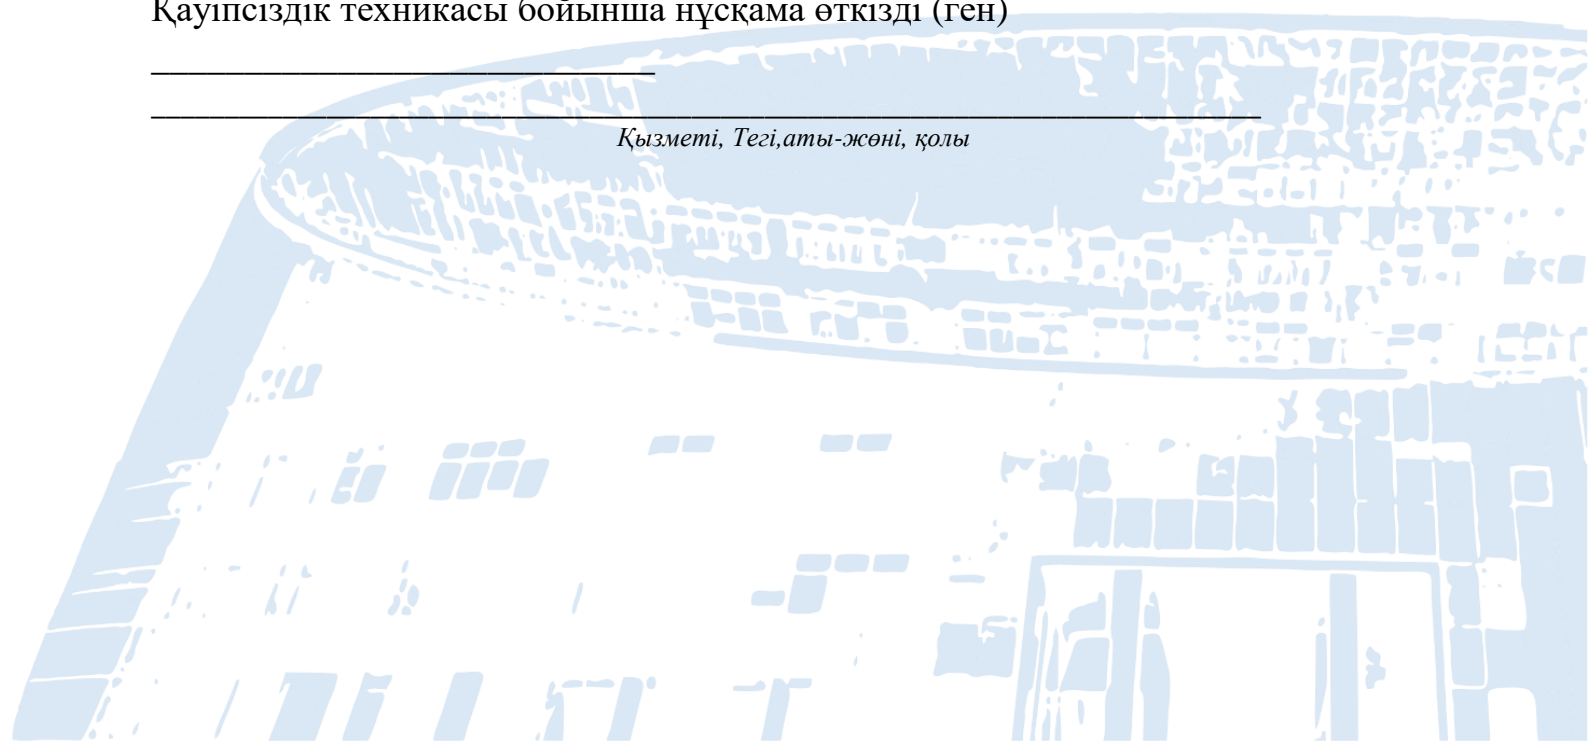 Қауіпсіздік техникасы бойынша нұсқама өткізді (ген)
Қызметі, Тегі,аты-жөні, қолы